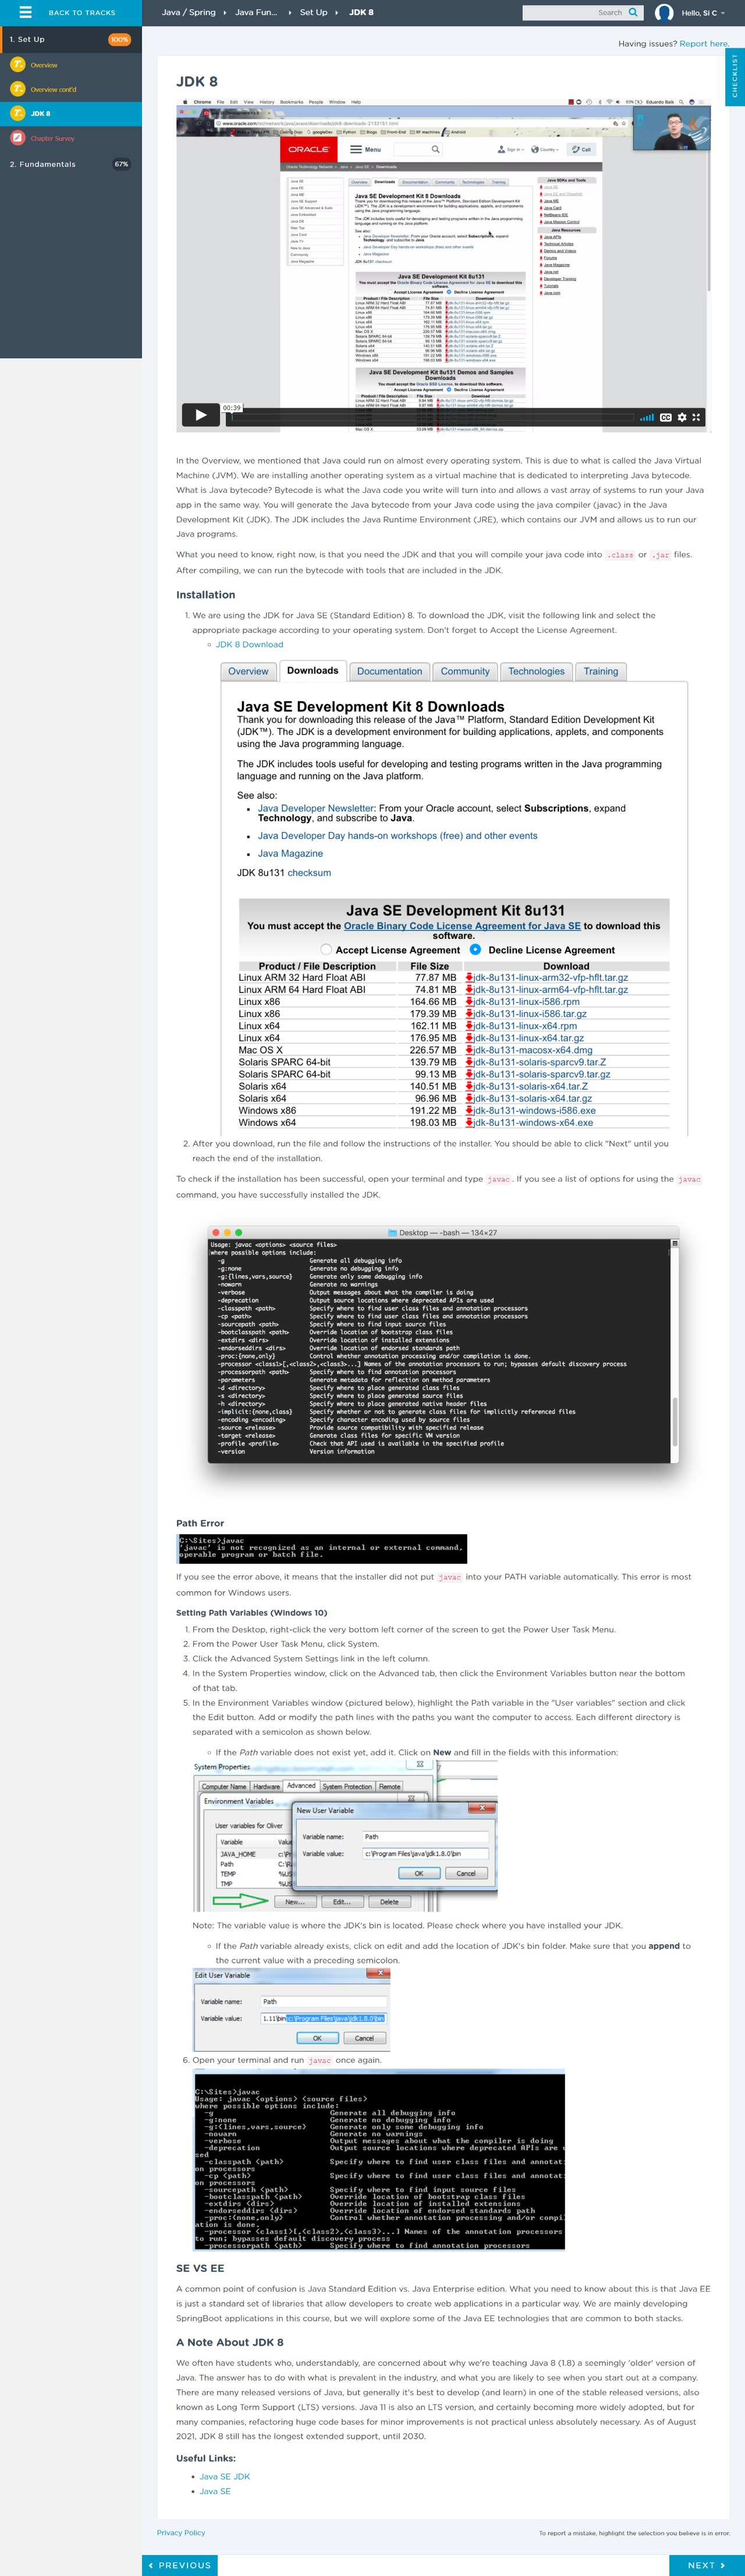 BACK TO TRACKS
Java / Spring
Java Fun...
Set Up
JDK 8
Search
Hello, Si C
1. Set Up
100%
Overview
Overview cont'd
JDK 8
Chapter Survey
2. Fundamentals
67%
Having issues? Report here.
CHECKLIST
JDK 8
Chrome File Edit View History Bookmarks People Window Help
ORACLE
Menu
Sign In
Country
Call
Java SE Development Kit 8 Downloads
Java SE Development Kit 8u131
Java SE Development Kit 8u131 Demos and Samples
Downloads
00:39
In the Overview, we mentioned that Java could run on almost every operating system. This is due to what is called the Java Virtual
Machine (JVM). We are installing another operating system as a virtual machine that is dedicated to interpreting Java bytecode.
What is Java bytecode? Bytecode is what the Java code you write will turn into and allows a vast array of systems to run your Java
app in the same way. You will generate the Java bytecode from your Java code using the java compiler (javac) in the Java
Development Kit (JDK). The JDK includes the Java Runtime Environment (JRE), which contains our JVM and allows us to run our
Java programs.
What you need to know, right now, is that you need the JDK and that you will compile your java code into .class or .jar files.
After compiling, we can run the bytecode with tools that are included in the JDK.
Installation
1. We are using the JDK for Java SE (Standard Edition) 8. To download the JDK, visit the following link and select the
appropriate package according to your operating system. Don't forget to Accept the License Agreement.
JDK 8 Download
Overview Downloads Documentation Community Technologies Training
Java SE Development Kit 8 Downloads
Thank you for downloading this release of the Java™ Platform, Standard Edition Development Kit
(JDK™). The JDK is a development environment for building applications, applets, and components
using the Java programming language.
The JDK includes tools useful for developing and testing programs written in the Java programming
language and running on the Java platform.
See also:
Java Developer Newsletter: From your Oracle account, select Subscriptions, expand
Technology, and subscribe to Java.
Java Developer Day hands-on workshops (free) and other events
Java Magazine
JDK 8u131 checksum
Java SE Development Kit 8u131
You must accept the Oracle Binary Code License Agreement for Java SE to download this
software.
Accept License Agreement Decline License Agreement
Product / File Description File Size Download
Linux ARM 32 Hard Float ABI 77.87 MB jdk-8u131-linux-arm32-vfp-hflt.tar.gz
Linux ARM 64 Hard Float ABI 74.81 MB jdk-8u131-linux-arm64-vfp-hflt.tar.gz
Linux x86 164.66 MB jdk-8u131-linux-i586.rpm
Linux x86 179.39 MB jdk-8u131-linux-i586.tar.gz
Linux x64 162.11 MB jdk-8u131-linux-x64.rpm
Linux x64 176.95 MB jdk-8u131-linux-x64.tar.gz
Mac OS X 226.57 MB jdk-8u131-macosx-x64.dmg
Solaris SPARC 64-bit 139.79 MB jdk-8u131-solaris-sparcv9.tar.Z
Solaris SPARC 64-bit 99.13 MB jdk-8u131-solaris-sparcv9.tar.gz
Solaris x64 140.51 MB jdk-8u131-solaris-x64.tar.Z
Solaris x64 96.96 MB jdk-8u131-solaris-x64.tar.gz
Windows x86 191.22 MB jdk-8u131-windows-i586.exe
Windows x64 198.03 MB jdk-8u131-windows-x64.exe
2. After you download, run the file and follow the instructions of the installer. You should be able to click "Next" until you
reach the end of the installation.
To check if the installation has been successful, open your terminal and type javac. If you see a list of options for using the javac
command, you have successfully installed the JDK.
Desktop — -bash — 134×27
Usage: javac <options> <source files>
where possible options include:
-g Generate all debugging info
-g:none Generate no debugging info
-g:{lines,vars,source} Generate only some debugging info
-nowarn Generate no warnings
-verbose Output messages about what the compiler is doing
-deprecation Output source locations where deprecated APIs are used
-classpath <path> Specify where to find user class files and annotation processors
-cp <path> Specify where to find user class files and annotation processors
-sourcepath <path> Specify where to find input source files
-bootclasspath <path> Override location of bootstrap class files
-extdirs <dirs> Override location of installed extensions
-endorseddirs <dirs> Override location of endorsed standards path
-proc:{none,only} Control whether annotation processing and/or compilation is done.
-processor <class1>[,<class2>,<class3>...] Names of the annotation processors to run; bypasses default discovery process
-processorpath <path> Specify where to find annotation processors
-parameters Generate metadata for reflection on method parameters
-d <directory> Specify where to place generated class files
-s <directory> Specify where to place generated source files
-h <directory> Specify where to place generated native header files
-implicit:{none,class} Specify whether or not to generate class files for implicitly referenced files
-encoding <encoding> Specify character encoding used by source files
-source <release> Provide source compatibility with specified release
-target <release> Generate class files for specific VM version
-profile <profile> Check that API used is available in the specified profile
-version Version information
Path Error
C:\Sites>javac
'javac' is not recognized as an internal or external command,
operable program or batch file.
If you see the error above, it means that the installer did not put javac into your PATH variable automatically. This error is most
common for Windows users.
Setting Path Variables (Windows 10)
1. From the Desktop, right-click the very bottom left corner of the screen to get the Power User Task Menu.
2. From the Power User Task Menu, click System.
3. Click the Advanced System Settings link in the left column.
4. In the System Properties window, click on the Advanced tab, then click the Environment Variables button near the bottom
of that tab.
5. In the Environment Variables window (pictured below), highlight the Path variable in the "User variables" section and click
the Edit button. Add or modify the path lines with the paths you want the computer to access. Each different directory is
separated with a semicolon as shown below.
If the Path variable does not exist yet, add it. Click on New and fill in the fields with this information:
System Properties
Computer Name Hardware Advanced System Protection Remote
Environment Variables
New User Variable
User variables for Oliver
Variable name: Path
Variable Value
Variable value: c:\Program Files\java\jdk1.8.0\bin
JAVA_HOME
Path
OK Cancel
TEMP
TMP
New... Edit... Delete
Note: The variable value is where the JDK's bin is located. Please check where you have installed your JDK.
If the Path variable already exists, click on edit and add the location of JDK's bin folder. Make sure that you append to
the current value with a preceding semicolon.
Edit User Variable
Variable name: Path
Variable value: 1.11\bin;c:\Program Files\java\jdk1.8.0\bin
OK Cancel
6. Open your terminal and run javac once again.
C:\Sites>javac
Usage: javac <options> <source files>
where possible options include:
-g Generate all debugging info
-g:none Generate no debugging info
-g:{lines,vars,source} Generate only some debugging info
-nowarn Generate no warnings
-verbose Output messages about what the compiler is doing
-deprecation Output source locations where deprecated APIs are u
sed
-classpath <path> Specify where to find user class files and annotati
on processors
-cp <path> Specify where to find user class files and annotati
on processors
-sourcepath <path> Specify where to find input source files
-bootclasspath <path> Override location of bootstrap class files
-extdirs <dirs> Override location of installed extensions
-endorseddirs <dirs> Override location of endorsed standards path
-proc:{none,only} Control whether annotation processing and/or compil
ation is done.
-processor <class1>[,<class2>,<class3>...] Names of the annotation processors
to run; bypasses default discovery process
-processorpath <path> Specify where to find annotation processors
SE VS EE
A common point of confusion is Java Standard Edition vs. Java Enterprise edition. What you need to know about this is that Java EE
is just a standard set of libraries that allow developers to create web applications in a particular way. We are mainly developing
SpringBoot applications in this course, but we will explore some of the Java EE technologies that are common to both stacks.
A Note About JDK 8
We often have students who, understandably, are concerned about why we're teaching Java 8 (1.8) a seemingly 'older' version of
Java. The answer has to do with what is prevalent in the industry, and what you are likely to see when you start out at a company.
There are many released versions of Java, but generally it's best to develop (and learn) in one of the stable released versions, also
known as Long Term Support (LTS) versions. Java 11 is also an LTS version, and certainly becoming more widely adopted, but for
many companies, refactoring huge code bases for minor improvements is not practical unless absolutely necessary. As of August
2021, JDK 8 still has the longest extended support, until 2030.
Useful Links:
Java SE JDK
Java SE
Privacy Policy
To report a mistake, highlight the selection you believe is in error.
PREVIOUS
NEXT